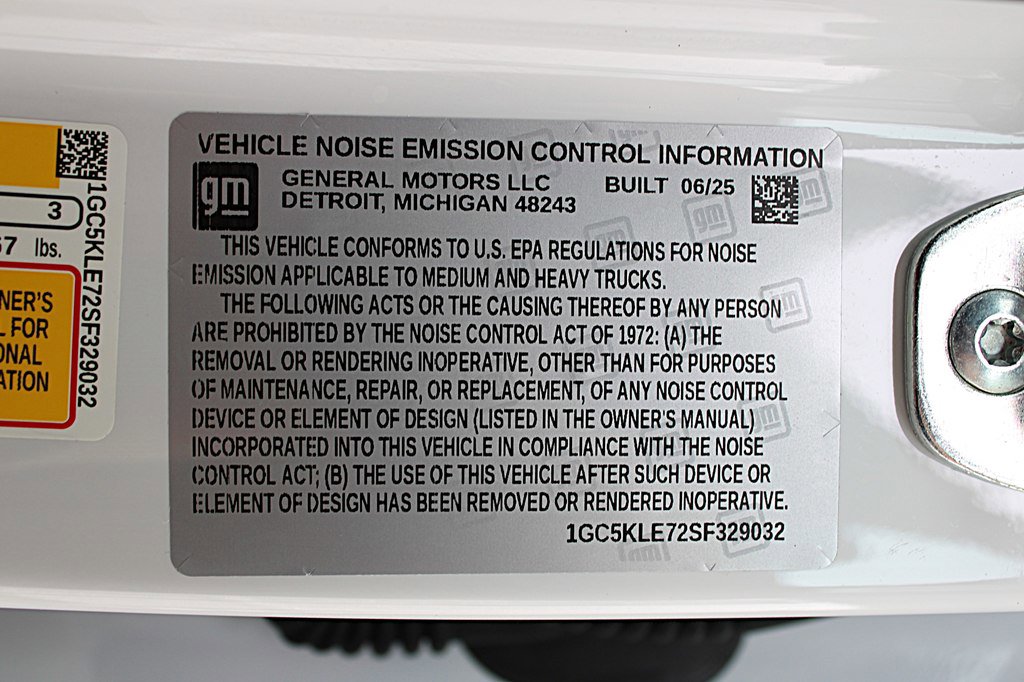 3
57 lbs.
NER'S
L FOR
ONAL
ATION
1GC5KLE72SF329032
VEHICLE NOISE EMISSION CONTROL INFORMATION
gm
GENERAL MOTORS LLC BUILT 06/25
DETROIT, MICHIGAN 48243
THIS VEHICLE CONFORMS TO U.S. EPA REGULATIONS FOR NOISE
EMISSION APPLICABLE TO MEDIUM AND HEAVY TRUCKS.
THE FOLLOWING ACTS OR THE CAUSING THEREOF BY ANY PERSON
ARE PROHIBITED BY THE NOISE CONTROL ACT OF 1972: (A) THE
REMOVAL OR RENDERING INOPERATIVE, OTHER THAN FOR PURPOSES
OF MAINTENANCE, REPAIR, OR REPLACEMENT, OF ANY NOISE CONTROL
DEVICE OR ELEMENT OF DESIGN (LISTED IN THE OWNER'S MANUAL)
INCORPORATED INTO THIS VEHICLE IN COMPLIANCE WITH THE NOISE
CONTROL ACT; (B) THE USE OF THIS VEHICLE AFTER SUCH DEVICE OR
ELEMENT OF DESIGN HAS BEEN REMOVED OR RENDERED INOPERATIVE.
1GC5KLE72SF329032